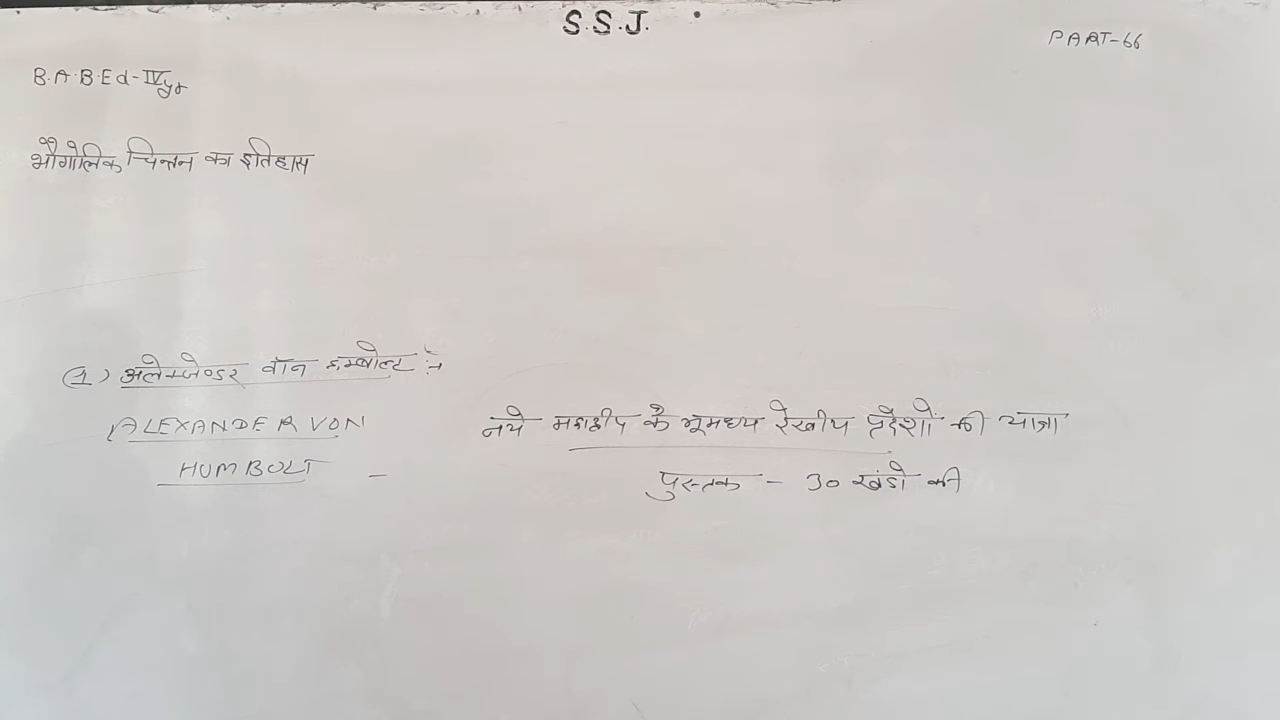 S.S.J.
PART-66
B.A.B.Ed-IVyr
भौगोलिक चिन्तन का इतिहास
(1) अलेक्जेण्डर वॉन हम्बोल्ट :-
ALEXANDER VON
HUMBOLT -
नये महाद्वीप के भूमध्य रेखीय प्रदेशों की यात्रा
पुस्तक - 30 खंडो की